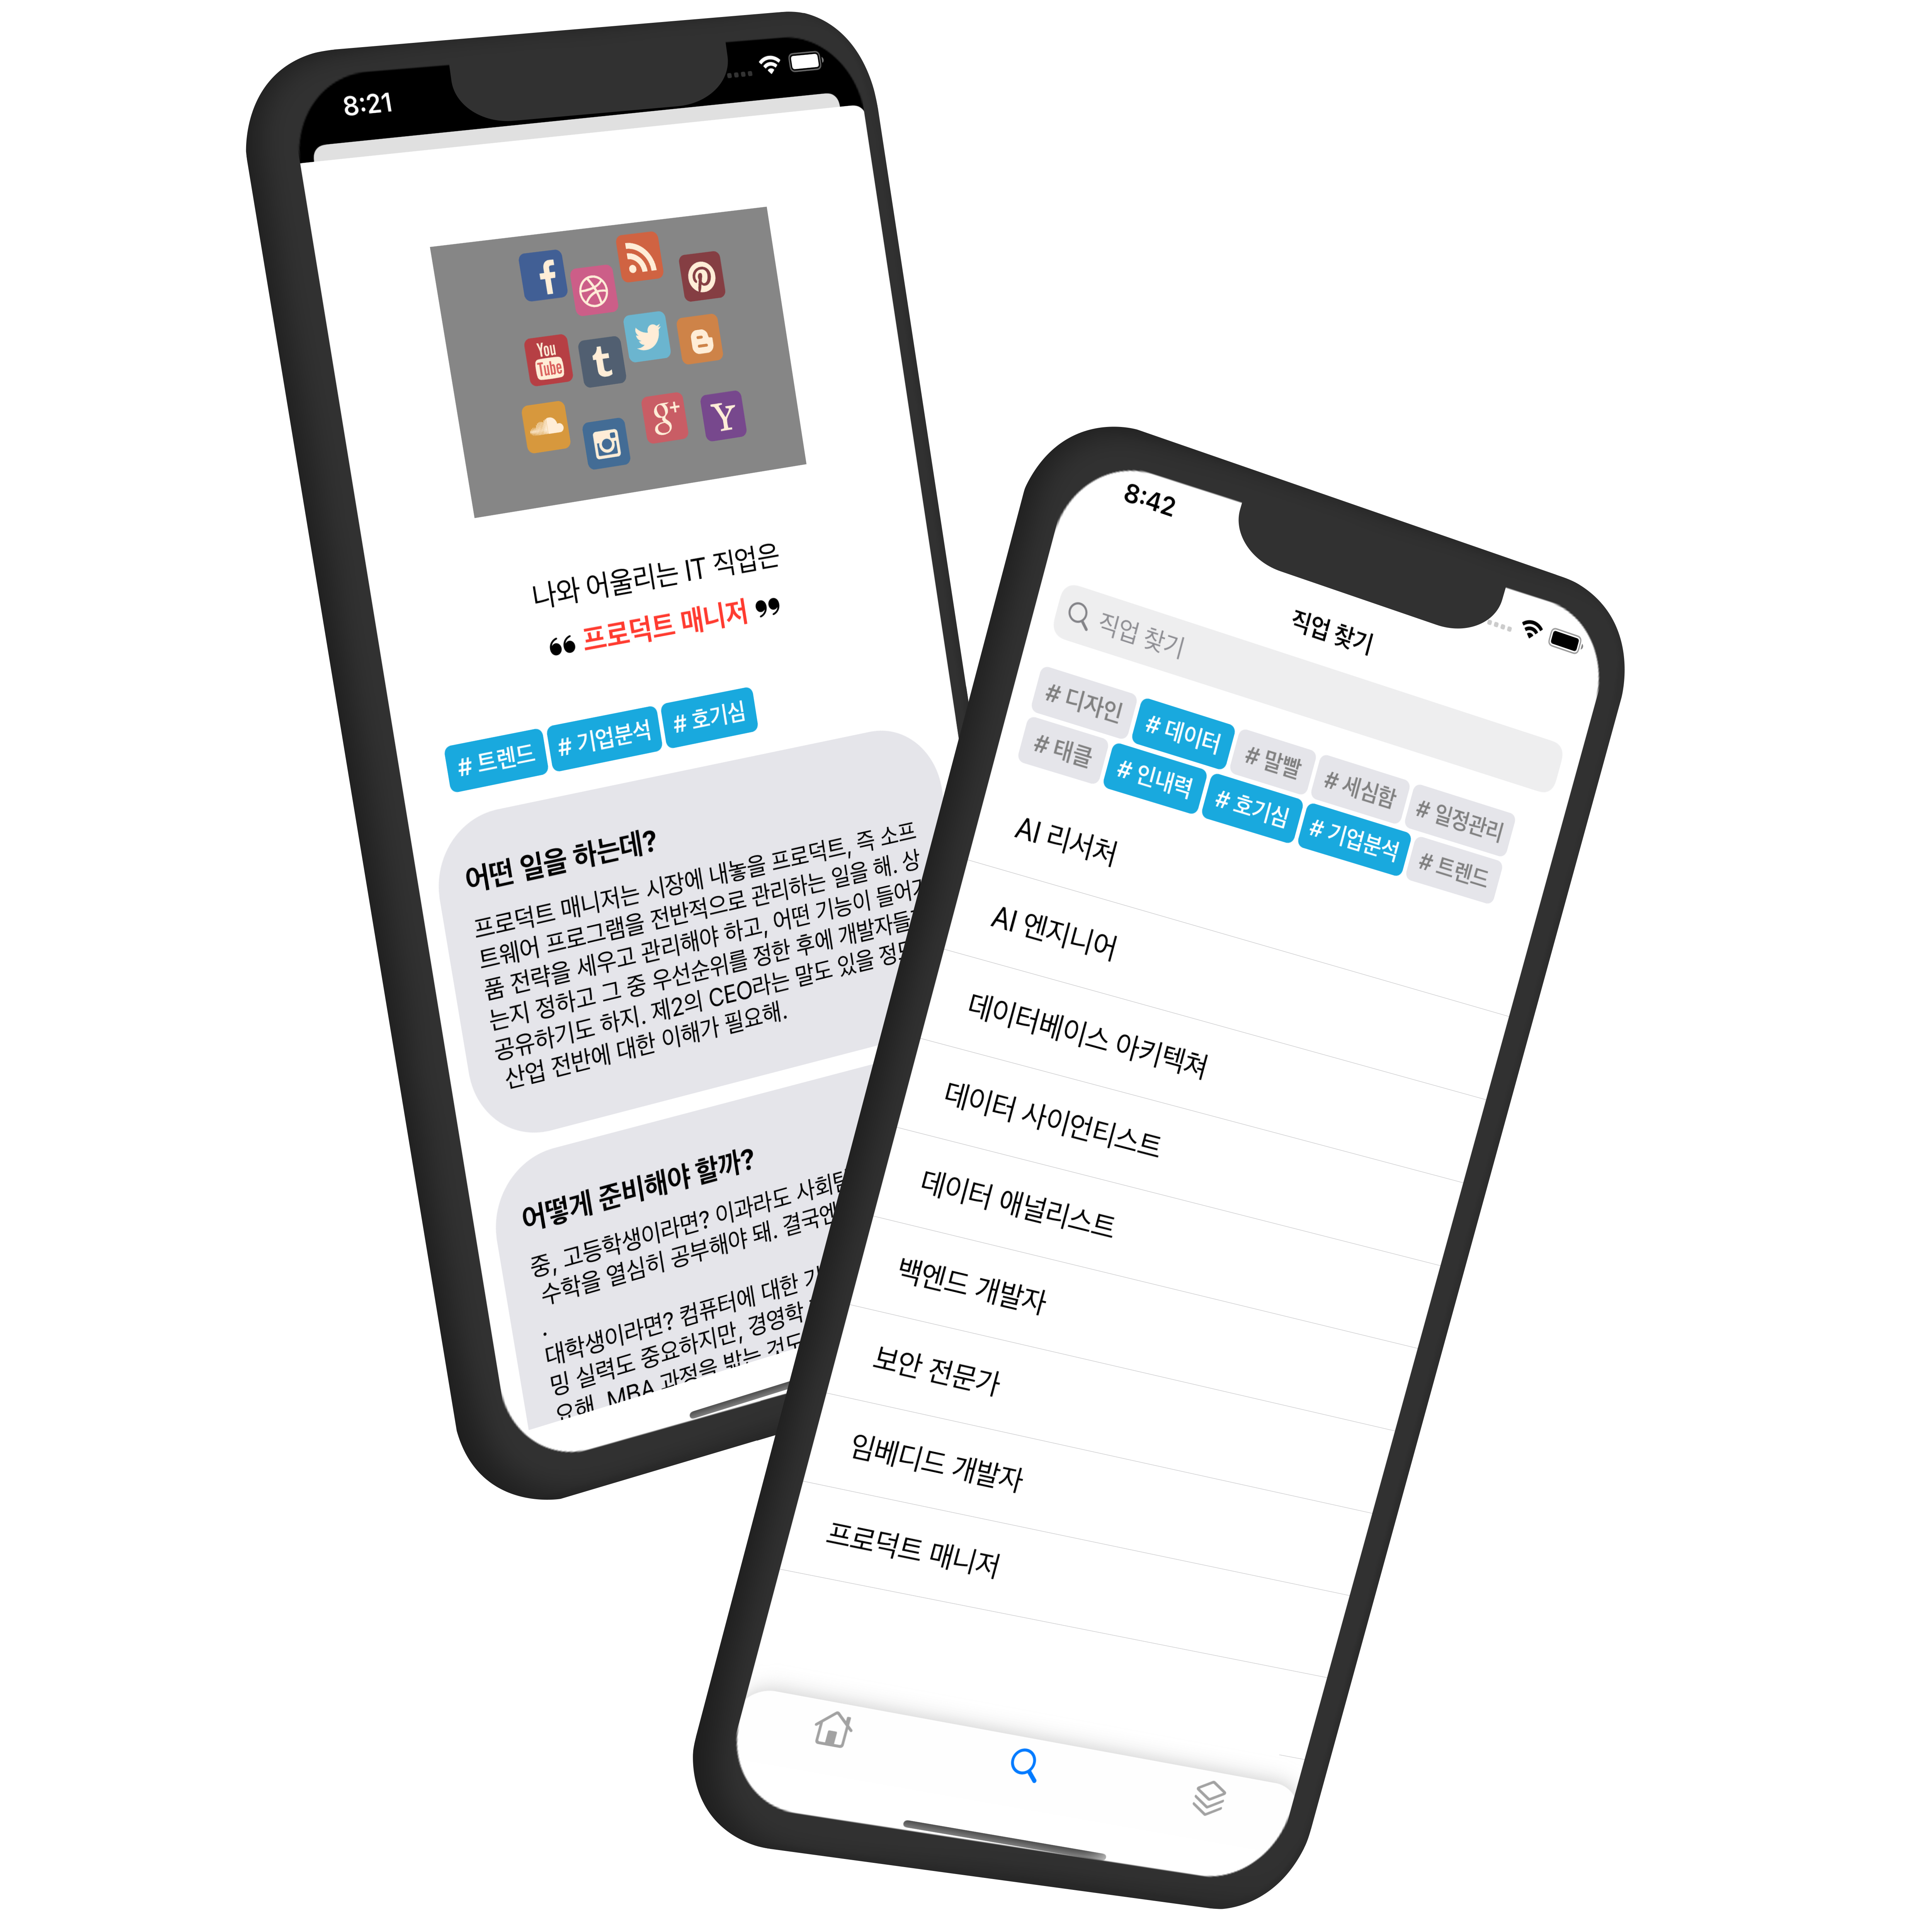 8:21
f
You
Tube
t
g+
Y
나와 어울리는 IT 직업은
❝ 프로덕트 매니저 ❞
# 트렌드 # 기업분석 # 호기심
어떤 일을 하는데?
프로덕트 매니저는 시장에 내놓을 프로덕트, 즉 소프
트웨어 프로그램을 전반적으로 관리하는 일을 해. 상
품 전략을 세우고 관리해야 하고, 어떤 기능이 들어가
는지 정하고 그 중 우선순위를 정한 후에 개발자들
공유하기도 하지. 제2의 CEO라는 말도 있을
산업 전반에 대한 이해가 필요해.
어떻게 준비해야 할까?
중, 고등학생이라면? 이과라도
수학을 열심히 공부해야 돼. 결국엔
.
대학생이라면? 컴퓨터에 대한
밍 실력도 중요하지만, 경영학
요해. MBA 과정을 밟는 것도
8:42
직업 찾기
직업 찾기
# 디자인 # 데이터 # 말빨 # 세심함 # 일정관리
# 태클 # 인내력 # 호기심 # 기업분석 # 트렌드
AI 리서처
AI 엔지니어
데이터베이스 아키텍쳐
데이터 사이언티스트
데이터 애널리스트
백엔드 개발자
보안 전문가
임베디드 개발자
프로덕트 매니저